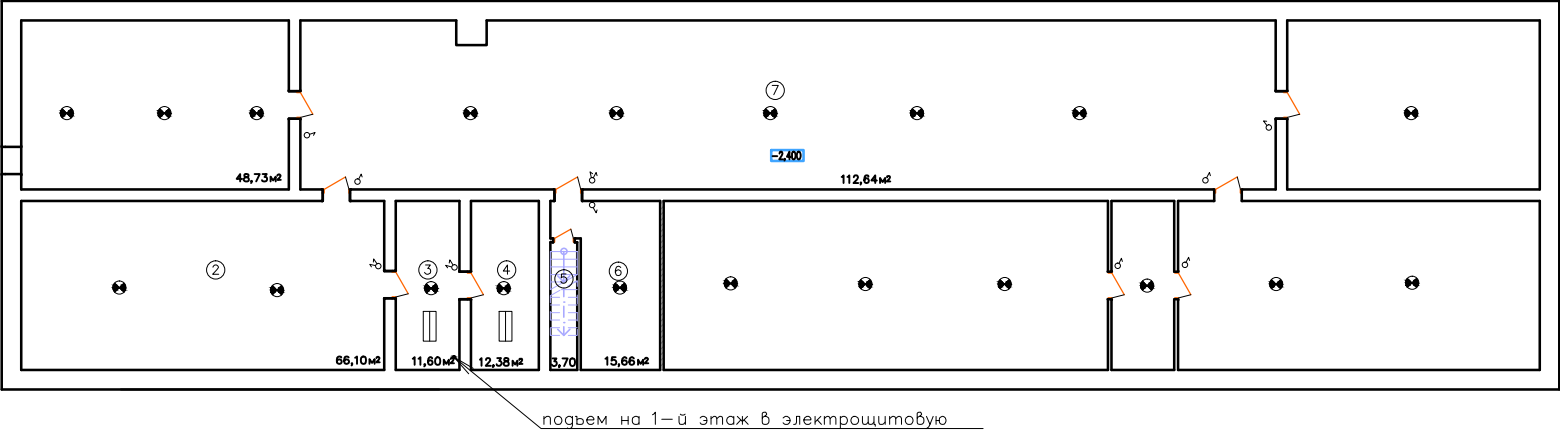 7
-2,400
48,73м2
112,64м2
2
3
4
5
6
66,10м2
11,60м2
12,38м2
3,70
15,66м2
подъем на 1-й этаж в электрощитовую